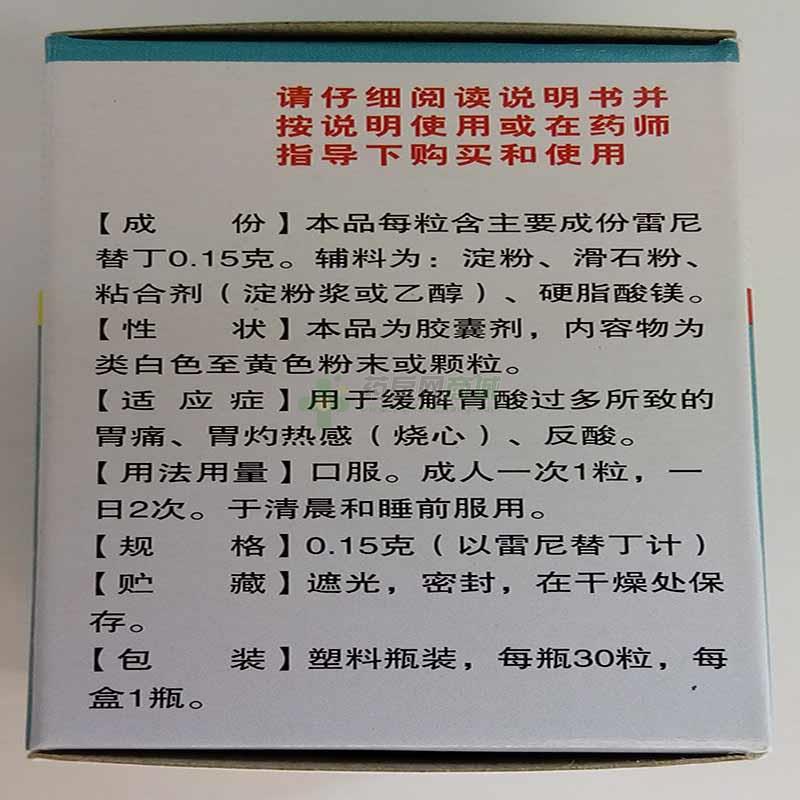 请仔细阅读说明书并
按说明使用或在药师
指导下购买和使用
【成 份】本品每粒含主要成份雷尼
替丁0.15克。辅料为：淀粉、滑石粉、
粘合剂（淀粉浆或乙醇）、硬脂酸镁。
【性 状】本品为胶囊剂，内容物为
类白色至黄色粉末或颗粒。
【适 应 症】用于缓解胃酸过多所致的
胃痛、胃灼热感（烧心）、反酸。
【用法用量】口服。成人一次1粒，一
日2次。于清晨和睡前服用。
【规 格】0.15克（以雷尼替丁计）
【贮 藏】遮光，密封，在干燥处保
存。
【包 装】塑料瓶装，每瓶30粒，每
盒1瓶。